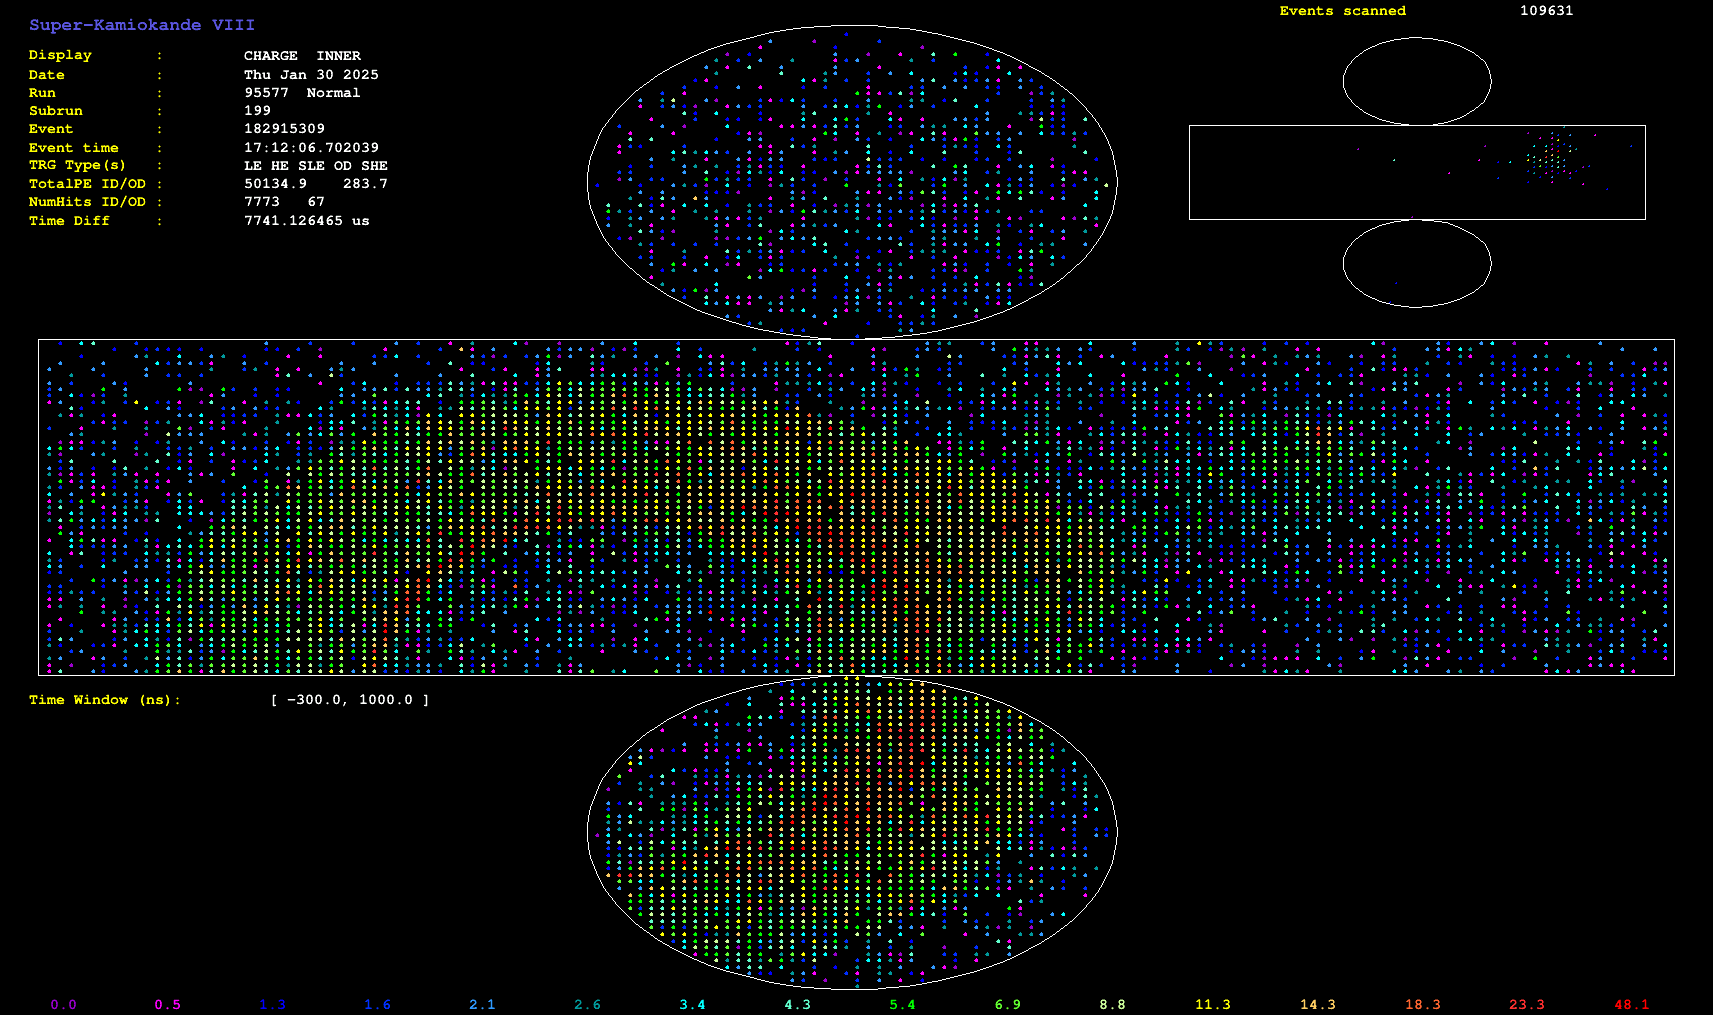 Super-Kamiokande VIII
Events scanned 109631
Display : CHARGE INNER
Date : Thu Jan 30 2025
Run : 95577 Normal
Subrun : 199
Event : 182915309
Event time : 17:12:06.702039
TRG Type(s) : LE HE SLE OD SHE
TotalPE ID/OD : 50134.9 283.7
NumHits ID/OD : 7773 67
Time Diff : 7741.126465 us
Time Window (ns): [ -300.0, 1000.0 ]
0.0 0.5 1.3 1.6 2.1 2.6 3.4 4.3 5.4 6.9 8.8 11.3 14.3 18.3 23.3 48.1